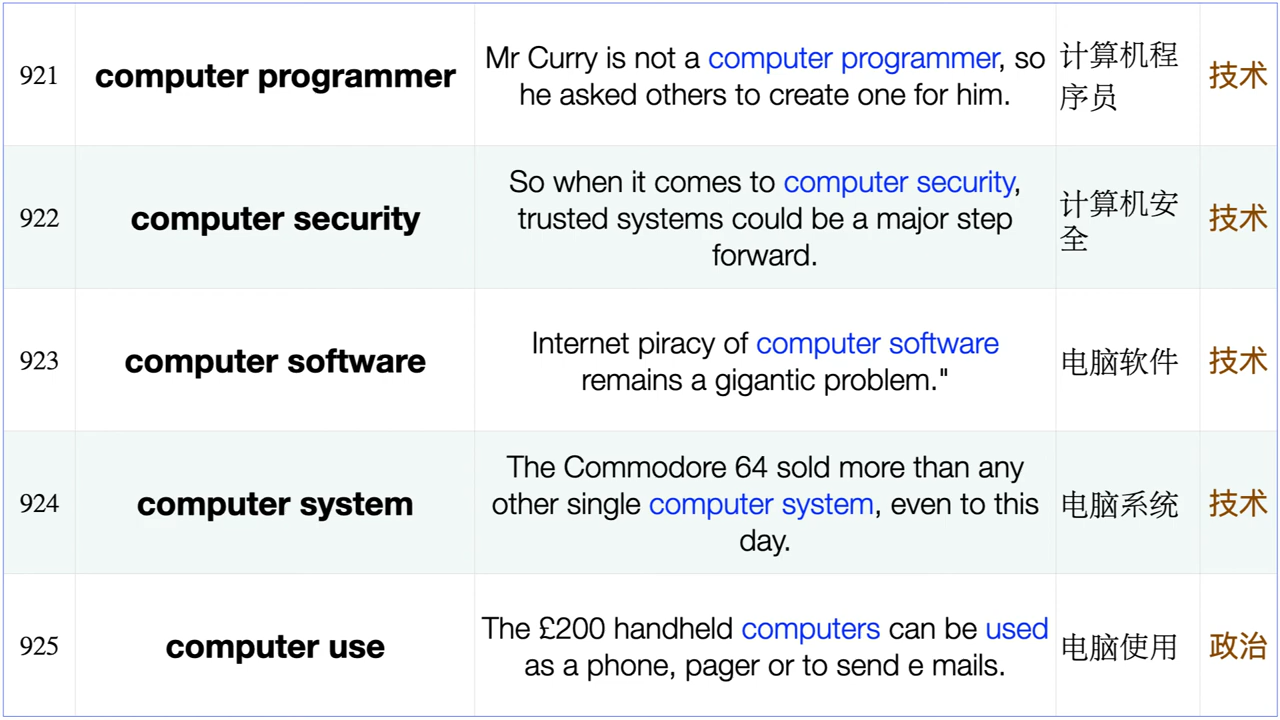 921
computer programmer
Mr Curry is not a computer programmer, so
he asked others to create one for him.
计算机程
序员
技术
922
computer security
So when it comes to computer security,
trusted systems could be a major step
forward.
计算机安
全
技术
923
computer software
Internet piracy of computer software
remains a gigantic problem."
电脑软件
技术
924
computer system
The Commodore 64 sold more than any
other single computer system, even to this
day.
电脑系统
技术
925
computer use
The £200 handheld computers can be used
as a phone, pager or to send e mails.
电脑使用
政治